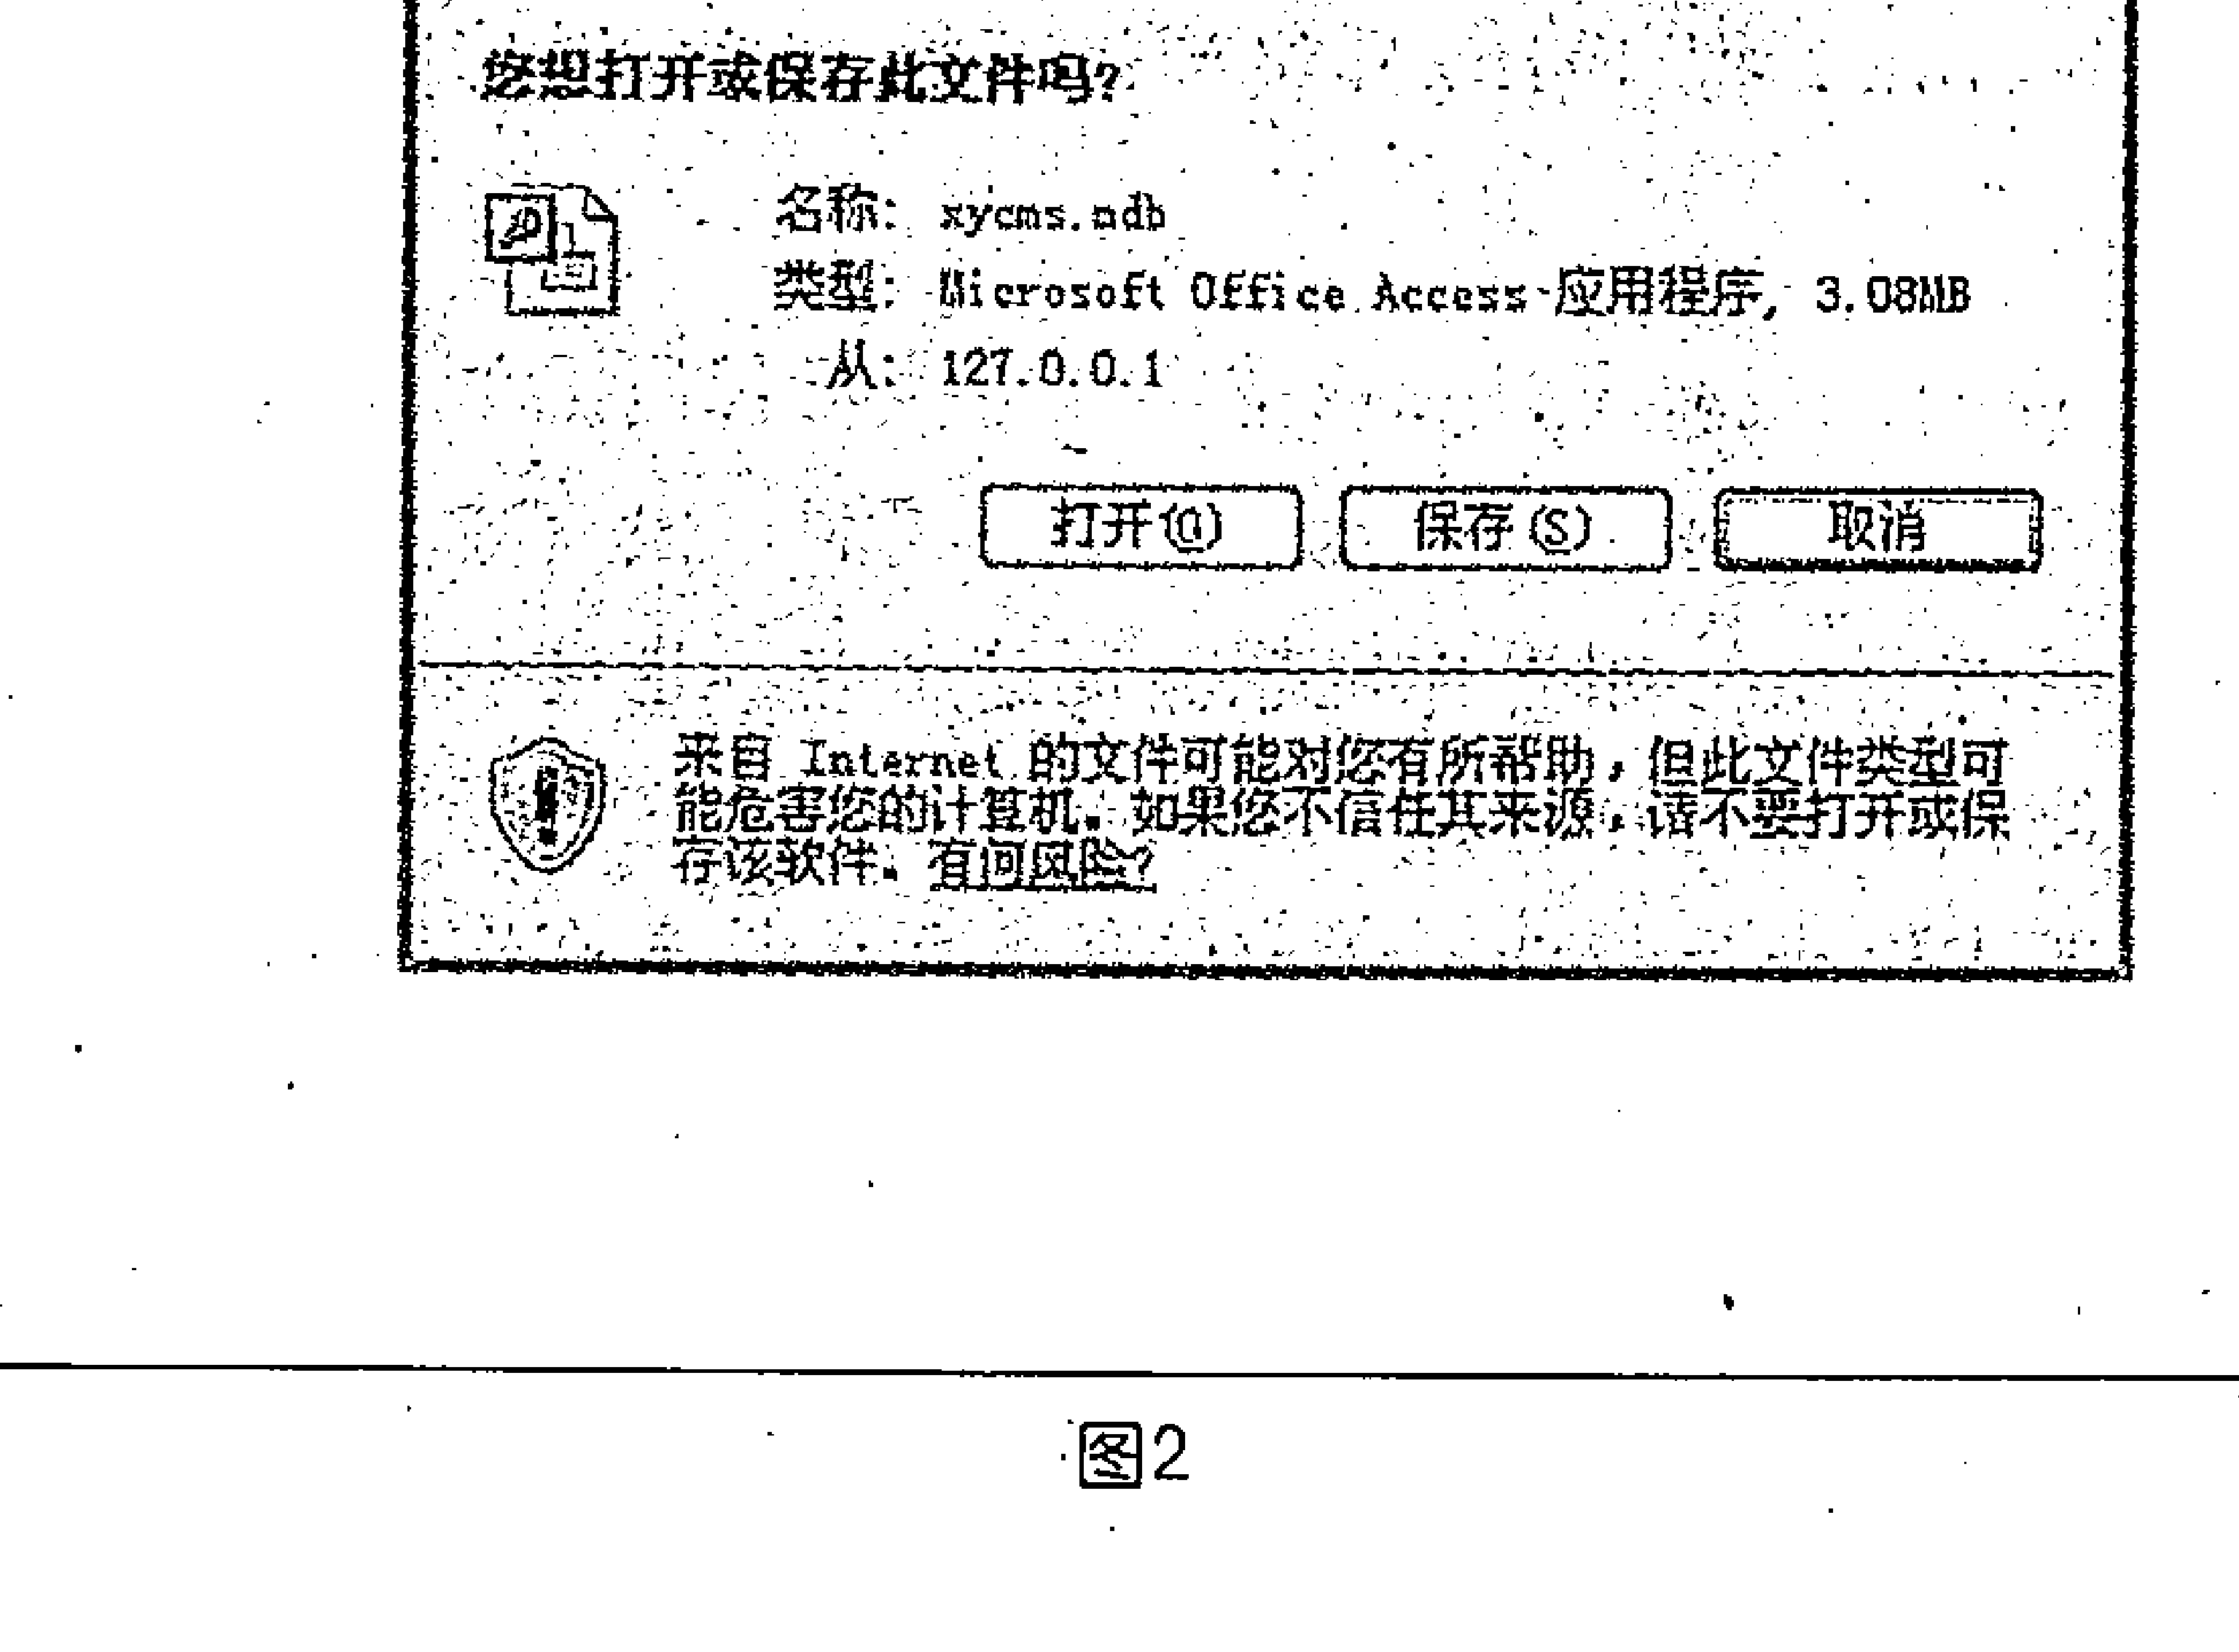 您想打开或保存此文件吗?
名称: xycms.mdb
类型: Microsoft Office Access 应用程序, 3.08MB
从: 127.0.0.1
打开(O) 保存(S) 取消
来自 Internet 的文件可能对您有所帮助，但此文件类型可
能危害您的计算机。如果您不信任其来源，请不要打开或保
存该软件。有何风险?
图2